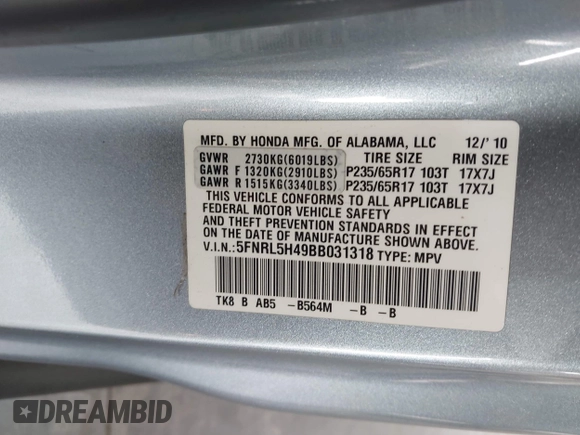 MFD. BY HONDA MFG. OF ALABAMA, LLC 12/'10
GVWR 2730KG(6019LBS) TIRE SIZE RIM SIZE
GAWR F 1320KG(2910LBS) P235/65R17 103T 17X7J
GAWR R 1515KG(3340LBS) P235/65R17 103T 17X7J
THIS VEHICLE CONFORMS TO ALL APPLICABLE
FEDERAL MOTOR VEHICLE SAFETY
AND THEFT PREVENTION STANDARDS IN EFFECT
ON THE DATE OF MANUFACTURE SHOWN ABOVE.
V.I.N.:5FNRL5H49BB031318 TYPE: MPV
TK8 B AB5 -B564M -B -B
DREAMBID